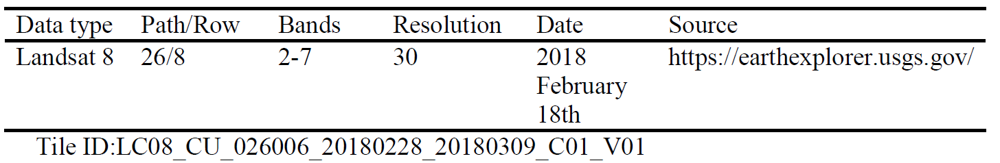 Data type Path/Row Bands Resolution Date Source
Landsat 8 26/8 2-7 30 2018 https://earthexplorer.usgs.gov/
February
18th
Tile ID:LC08_CU_026006_20180228_20180309_C01_V01